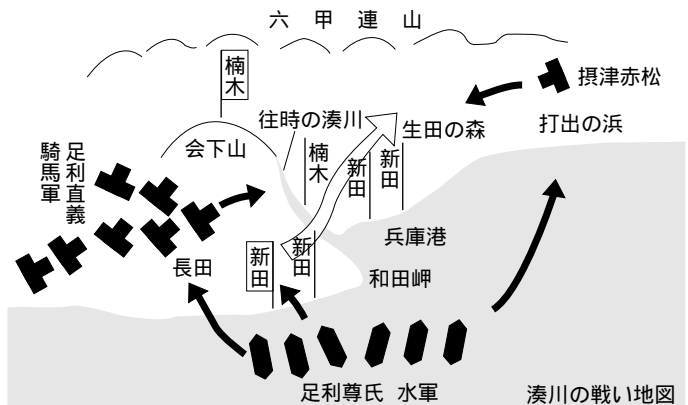 六甲連山
楠木
摂津赤松
往時の湊川
生田の森
打出の浜
会下山
楠木
新田
新田
足利直義
騎馬軍
兵庫港
長田
新田
新田
和田岬
足利尊氏 水軍
湊川の戦い地図